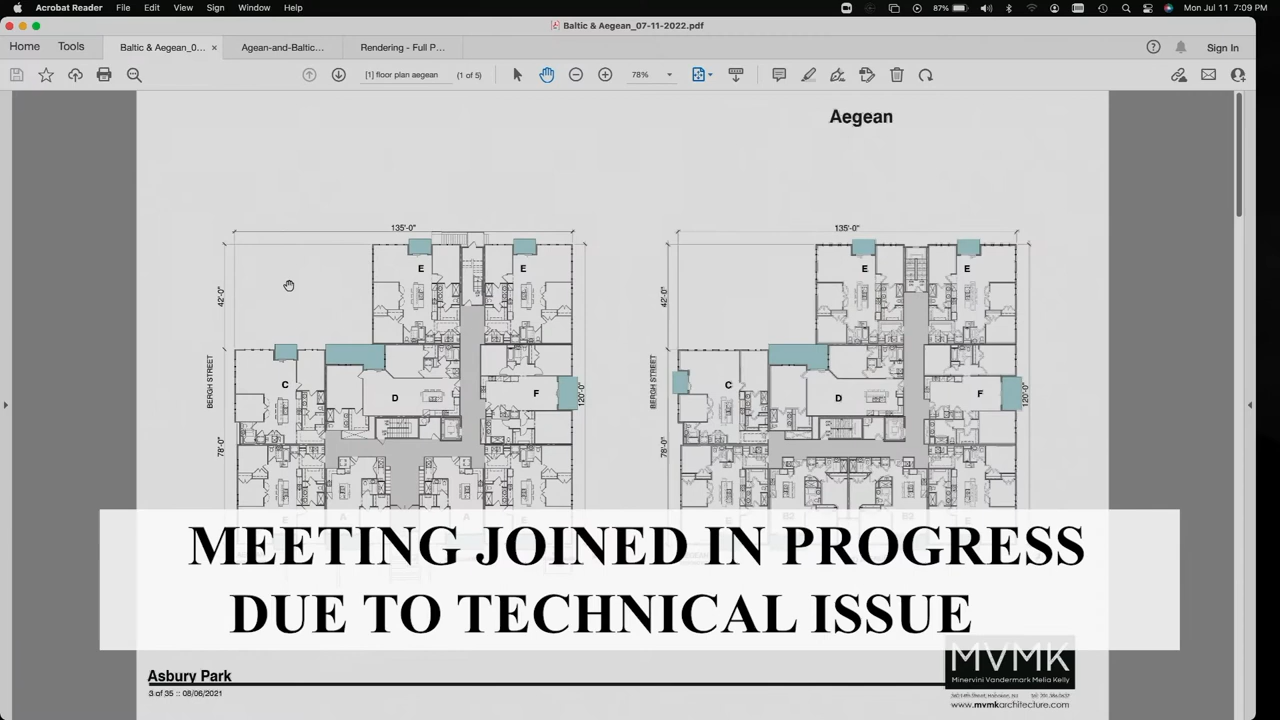 Acrobat Reader File Edit View Sign Window Help 87% Mon Jul 11 7:09 PM
Baltic & Aegean_07-11-2022.pdf
Home Tools Baltic & Aegean_0... × Agean-and-Baltic... Rendering - Full P... Sign In
[1] floor plan aegean (1 of 5) 78%
Aegean
135'-0" 135'-0"
E E E E
42'-0" 42'-0"
BERGH STREET BERGH STREET
C D F C D F
120'-0" 120'-0"
78'-0" 78'-0"
MEETING JOINED IN PROGRESS
DUE TO TECHNICAL ISSUE
Asbury Park
3 of 35 :: 08/06/2021
MVMK
Minervini Vandermark Melia Kelly
www.mvmkarchitecture.com